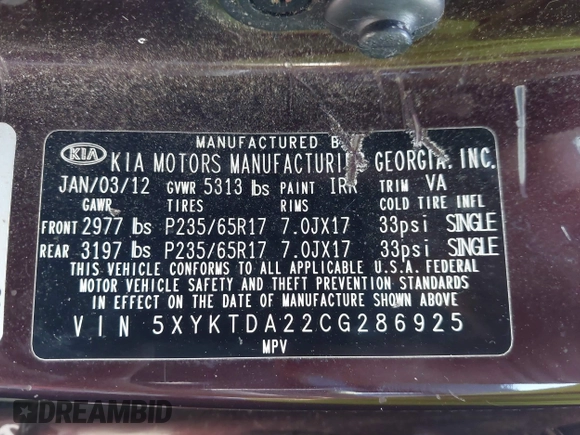 MANUFACTURED BY
KIA KIA MOTORS MANUFACTURING GEORGIA. INC.
JAN/03/12 GVWR 5313 lbs PAINT IRR TRIM VA
GAWR TIRES RIMS COLD TIRE INFL
FRONT 2977 lbs P235/65R17 7.0JX17 33psi SINGLE
REAR 3197 lbs P235/65R17 7.0JX17 33psi SINGLE
THIS VEHICLE CONFORMS TO ALL APPLICABLE U.S.A. FEDERAL
MOTOR VEHICLE SAFETY AND THEFT PREVENTION STANDARDS
IN EFFECT ON THE DATE OF MANUFACTURE SHOWN ABOVE
VIN 5XYKTDA22CG286925
MPV
DREAMBID